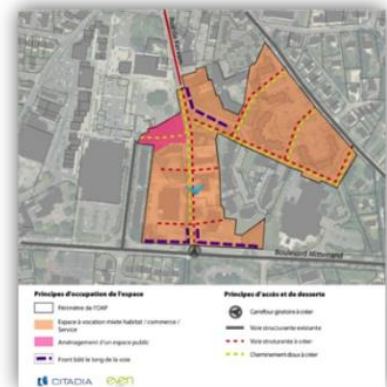 Boulevard Mitterrand
Principes d'occupation de l'espace
Périmètre de l'OAP
Espace à vocation mixte habitat / commerce /
Service
Aménagement d'un espace public
Front bâti le long de la voie
Principes d'accès et de desserte
Carrefour giratoire à créer
Voie structurante existante
Voie structurante à créer
Cheminement doux à créer
CITADIA
even